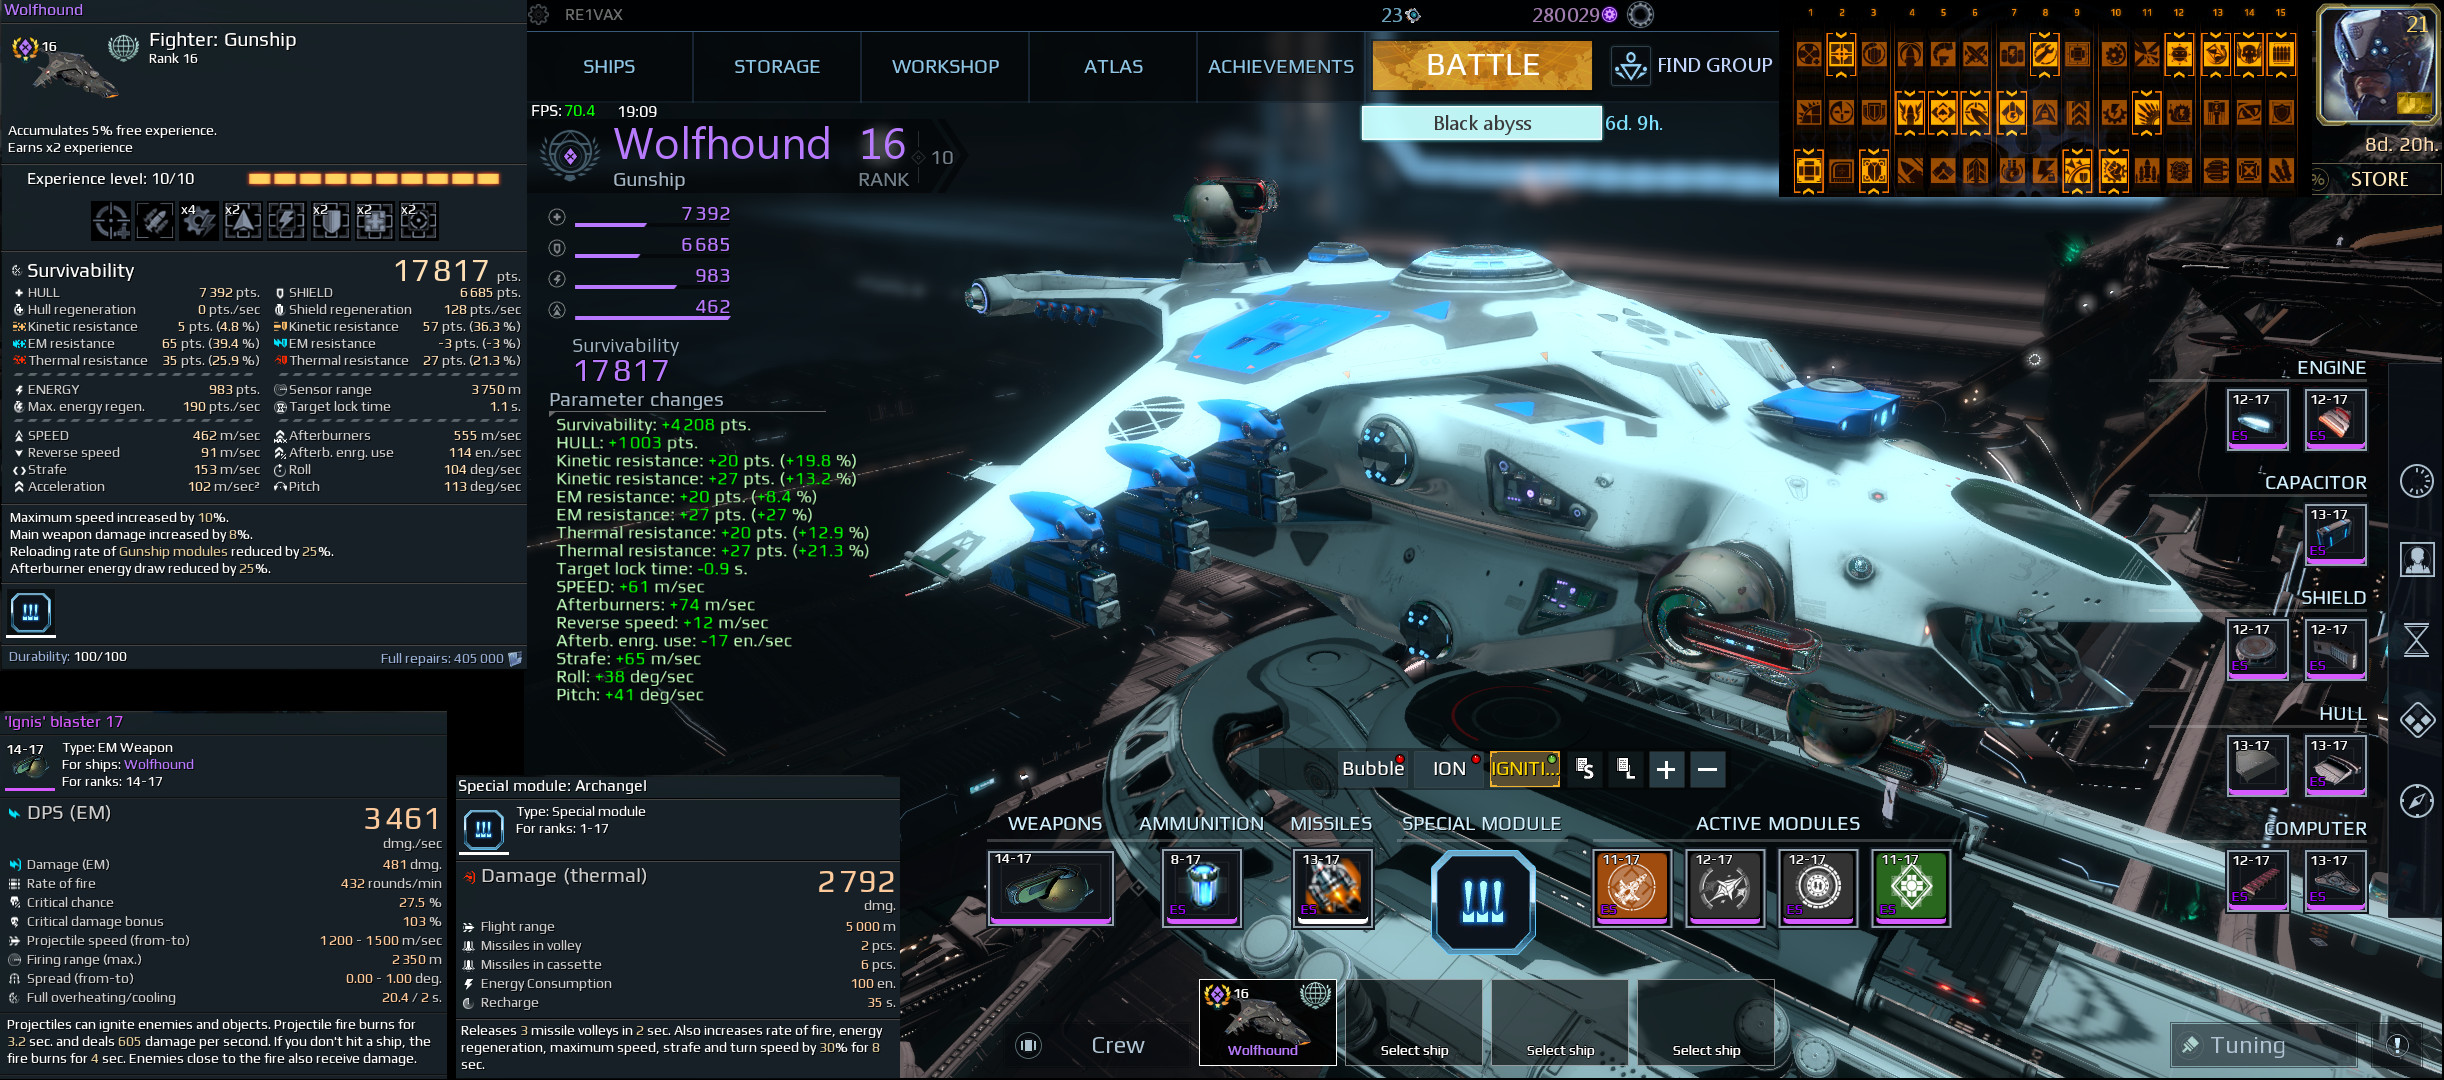 Wolfhound
16
Fighter: Gunship
Rank 16
Accumulates 5% free experience.
Earns x2 experience
Experience level: 10/10
x4 x2 x2 x2 x2
Survivability 17 817 pts.
HULL 7 392 pts. SHIELD 6 685 pts.
Hull regeneration 0 pts./sec Shield regeneration 128 pts./sec
Kinetic resistance 5 pts. (4.8 %) Kinetic resistance 57 pts. (36.3 %)
EM resistance 65 pts. (39.4 %) EM resistance -3 pts. (-3 %)
Thermal resistance 35 pts. (25.9 %) Thermal resistance 27 pts. (21.3 %)
ENERGY 983 pts. Sensor range 3 750 m
Max. energy regen. 190 pts./sec Target lock time 1.1 s.
SPEED 462 m/sec Afterburners 555 m/sec
Reverse speed 91 m/sec Afterb. enrg. use 114 en./sec
Strafe 153 m/sec Roll 104 deg/sec
Acceleration 102 m/sec² Pitch 113 deg/sec
Maximum speed increased by 10%.
Main weapon damage increased by 8%.
Reloading rate of Gunship modules reduced by 25%.
Afterburner energy draw reduced by 25%.
Durability: 100/100 Full repairs: 405 000
'Ignis' blaster 17
14-17
Type: EM Weapon
For ships: Wolfhound
For ranks: 14-17
DPS (EM) 3 461
dmg./sec
Damage (EM) 481 dmg.
Rate of fire 432 rounds/min
Critical chance 27.5 %
Critical damage bonus 103 %
Projectile speed (from-to) 1 200 - 1 500 m/sec
Firing range (max.) 2 350 m
Spread (from-to) 0.00 - 1.00 deg.
Full overheating/cooling 20.4 / 2 s.
Projectiles can ignite enemies and objects. Projectile fire burns for
3.2 sec. and deals 605 damage per second. If you don't hit a ship, the
fire burns for 4 sec. Enemies close to the fire also receive damage.
Special module: Archangel
Type: Special module
For ranks: 1-17
Damage (thermal) 2 792
dmg.
Flight range 5 000 m
Missiles in volley 2 pcs.
Missiles in cassette 6 pcs.
Energy Consumption 100 en.
Recharge 35 s.
Releases 3 missile volleys in 2 sec. Also increases rate of fire, energy
regeneration, maximum speed, strafe and turn speed by 30% for 8
sec.
RE1VAX
23 280029
SHIPS STORAGE WORKSHOP ATLAS ACHIEVEMENTS BATTLE FIND GROUP
Black abyss 6d. 9h.
FPS: 70.4 19:09
Wolfhound 16 10
Gunship RANK
7 392
6 685
983
462
Survivability
17 817
Parameter changes
Survivability: +4 208 pts.
HULL: +1 003 pts.
Kinetic resistance: +20 pts. (+19.8 %)
Kinetic resistance: +27 pts. (+13.2 %)
EM resistance: +20 pts. (+8.4 %)
EM resistance: +27 pts. (+27 %)
Thermal resistance: +20 pts. (+12.9 %)
Thermal resistance: +27 pts. (+21.3 %)
Target lock time: -0.9 s.
SPEED: +61 m/sec
Afterburners: +74 m/sec
Reverse speed: +12 m/sec
Afterb. enrg. use: -17 en./sec
Strafe: +65 m/sec
Roll: +38 deg/sec
Pitch: +41 deg/sec
1 2 3 4 5 6 7 8 9 10 11 12 13 14 15
21
8d. 20h.
% STORE
ENGINE
12-17 12-17
ES ES
CAPACITOR
13-17
ES
SHIELD
12-17 12-17
ES ES
HULL
13-17 13-17
ES
COMPUTER
12-17 13-17
ES ES
Bubble ION IGNITI... S L + −
WEAPONS AMMUNITION MISSILES SPECIAL MODULE ACTIVE MODULES
14-17 8-17 13-17 11-17 12-17 12-17 11-17
ES ES ES ES ES
Crew
16
Wolfhound Select ship Select ship Select ship
Tuning